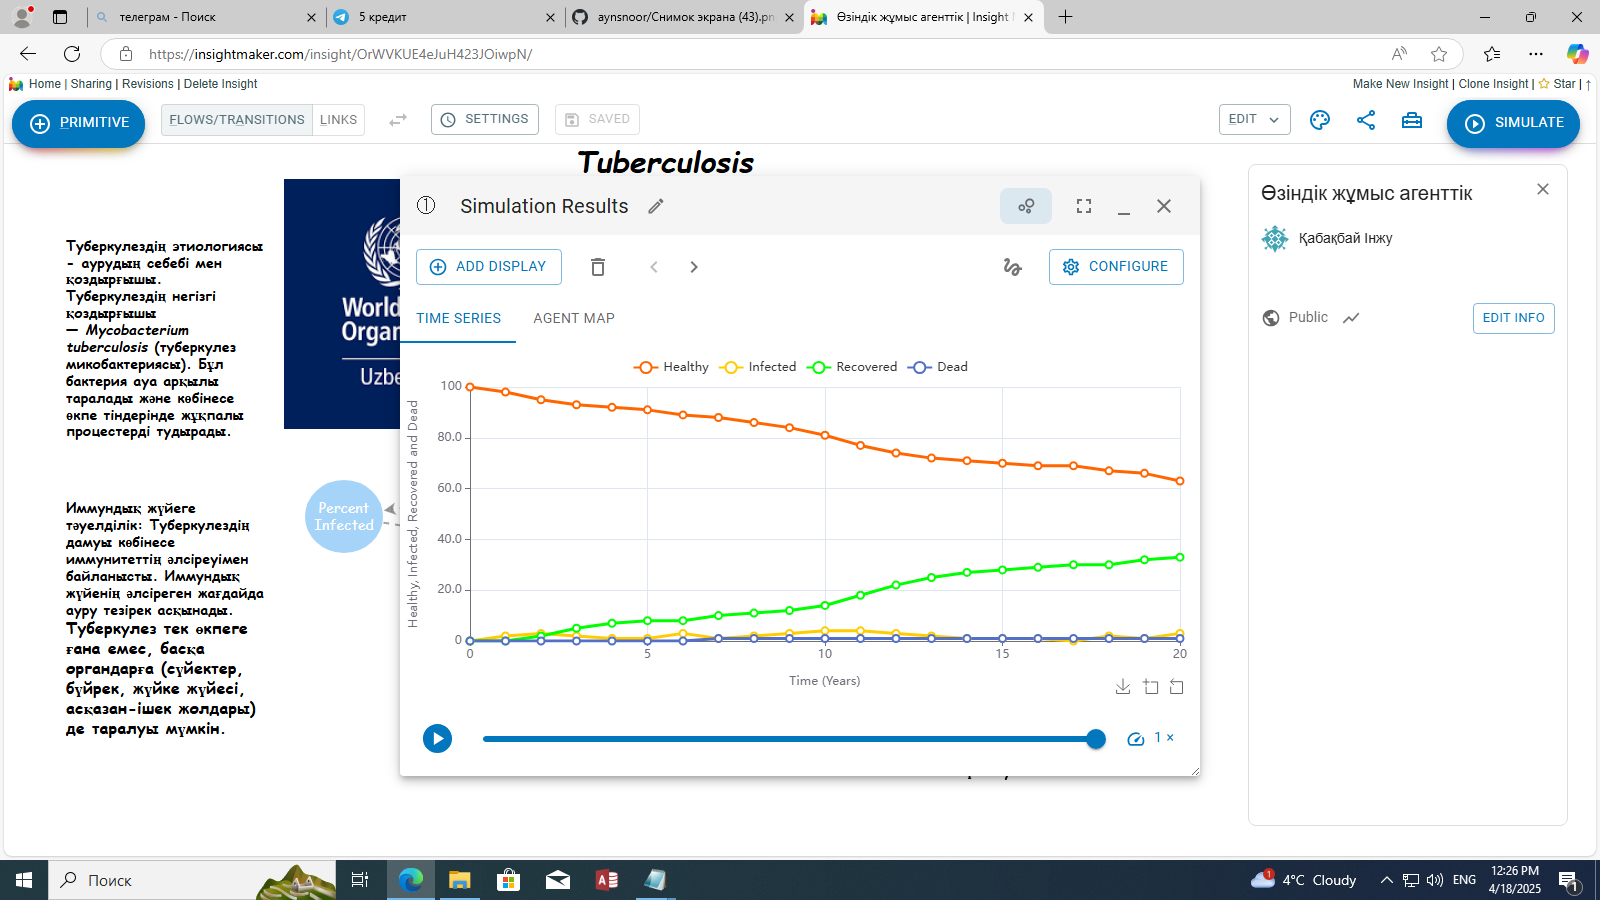 телеграм - Поиск
5 кредит
aynsnoor/Снимок экрана (43).pn
Өзіндік жұмыс агенттік | Insight M
https://insightmaker.com/insight/OrWVKUE4eJuH423JOiwpN/
Home | Sharing | Revisions | Delete Insight
Make New Insight | Clone Insight | ☆ Star | ↑
PRIMITIVE
FLOWS/TRANSITIONS
LINKS
SETTINGS
SAVED
EDIT
SIMULATE
Tuberculosis
Туберкулездің этиологиясы
- аурудың себебі мен
қоздырғышы.
Туберкулездің негізгі
қоздырғышы
— Mycobacterium
tuberculosis (туберкулез
микобактериясы). Бұл
бактерия ауа арқылы
таралады және көбінесе
өкпе тіндерінде жұқпалы
процестерді тудырады.
World
Organ
Uzbe
Иммундық жүйеге
тәуелділік: Туберкулездің
дамуы көбінесе
иммунитеттің әлсіреуімен
байланысты. Иммундық
жүйенің әлсіреген жағдайда
ауру тезірек асқынады.
Туберкулез тек өкпеге
ғана емес, басқа
органдарға (сүйектер,
бүйрек, жүйке жүйесі,
асқазан-ішек жолдары)
де таралуы мүмкін.
Percent
Infected
① Simulation Results
ADD DISPLAY
CONFIGURE
TIME SERIES
AGENT MAP
Healthy
Infected
Recovered
Dead
Healthy, Infected, Recovered and Dead
100
80.0
60.0
40.0
20.0
0
0
5
10
15
20
Time (Years)
1 ×
Өзіндік жұмыс агенттік
Қабақбай Інжу
Public
EDIT INFO
Поиск
1
4°C Cloudy
ENG
12:26 PM
4/18/2025
1